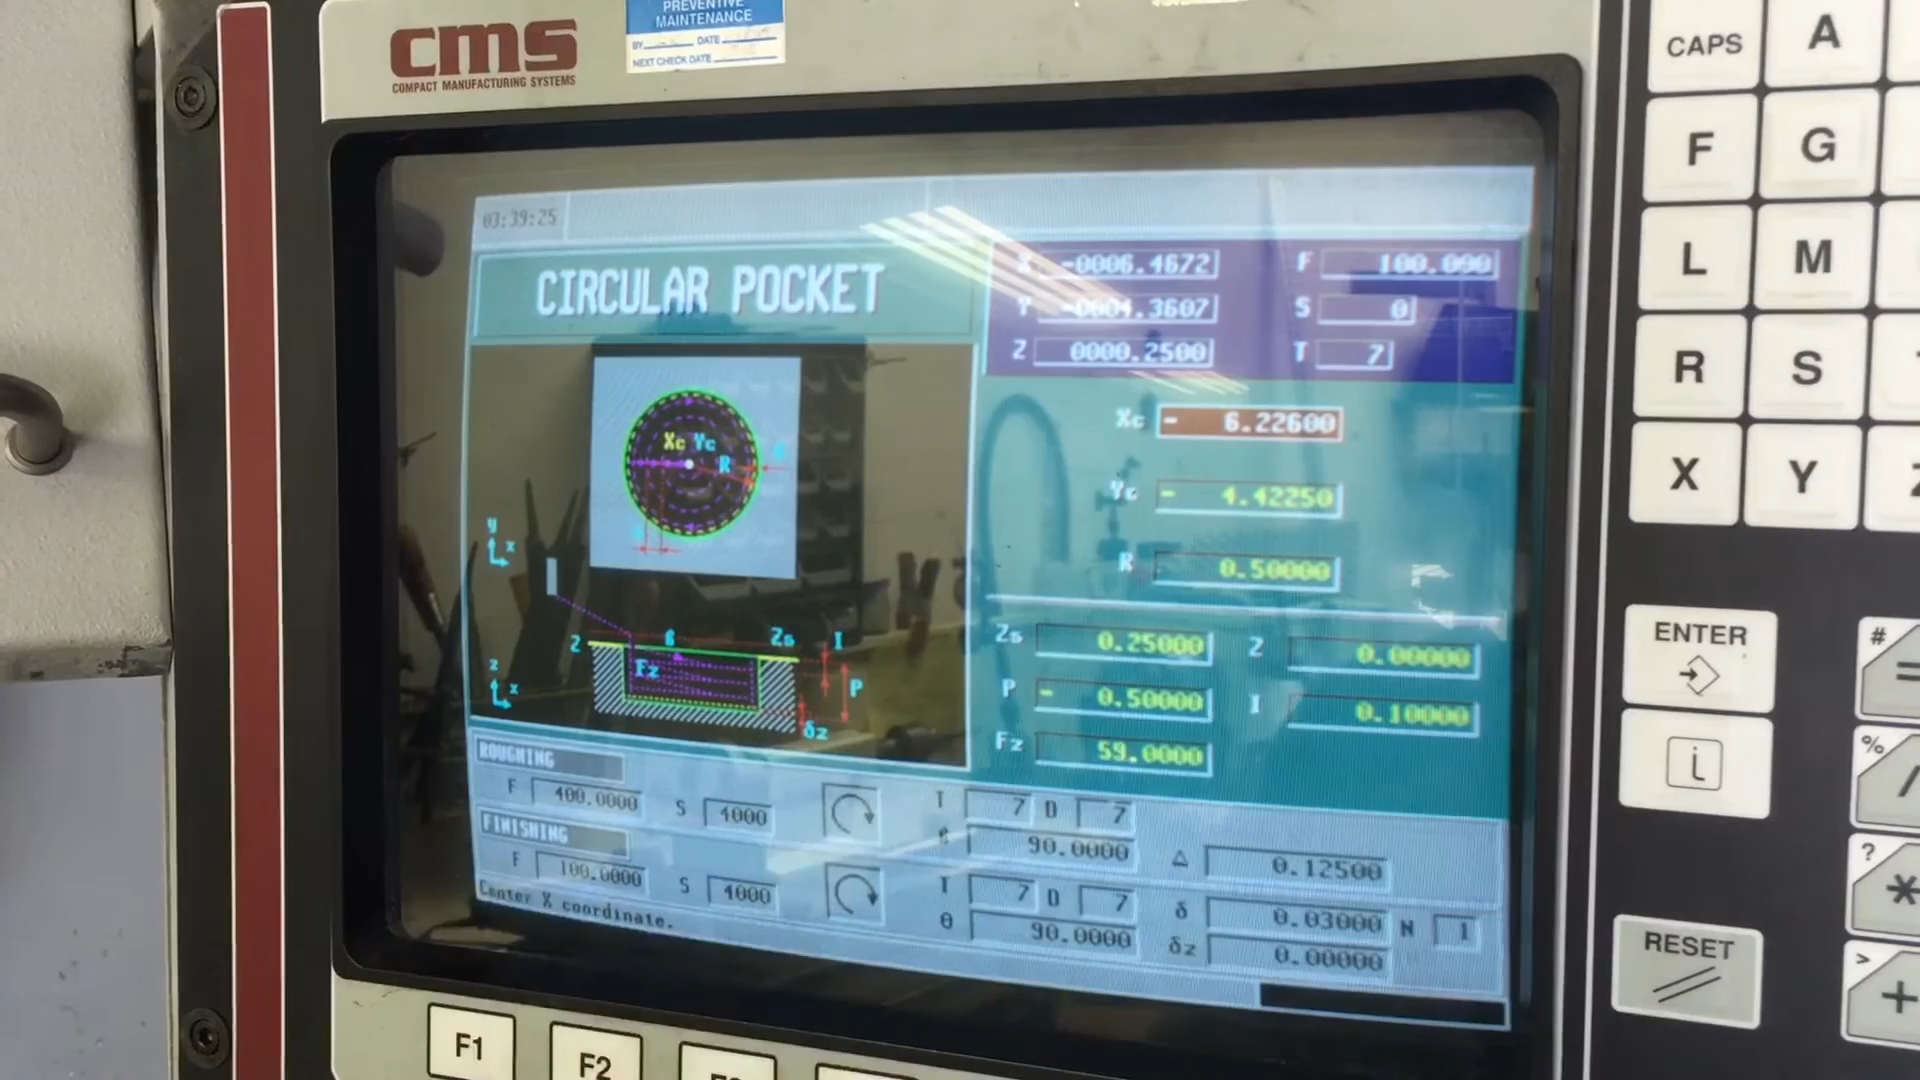 PREVENTIVE
MAINTENANCE
BY DATE
NEXT CHECK DATE
cms
COMPACT MANUFACTURING SYSTEMS
03:39:25
CIRCULAR POCKET
X -0006.4672 F 100.000
Y -0004.3607 S 0
Z 0000.2500 T 7
Xc Yc
R
y
x
Xc - 6.22600
Yc - 4.42250
R 0.50000
Z β Zs I
Fz P
z
x
δz
Zs 0.25000 Z 0.00000
P - 0.50000 I 0.10000
Fz 59.0000
ROUGHING
F 400.0000 S 4000 T 7 D 7
β 90.0000 Δ 0.12500
FINISHING
F 100.0000 S 4000 T 7 D 7 δ 0.03000 N 1
θ 90.0000 δz 0.00000
Center X coordinate.
CAPS A
F G
L M
R S
X Y Z
ENTER
i
RESET
# =
% /
? *
> +
F1 F2